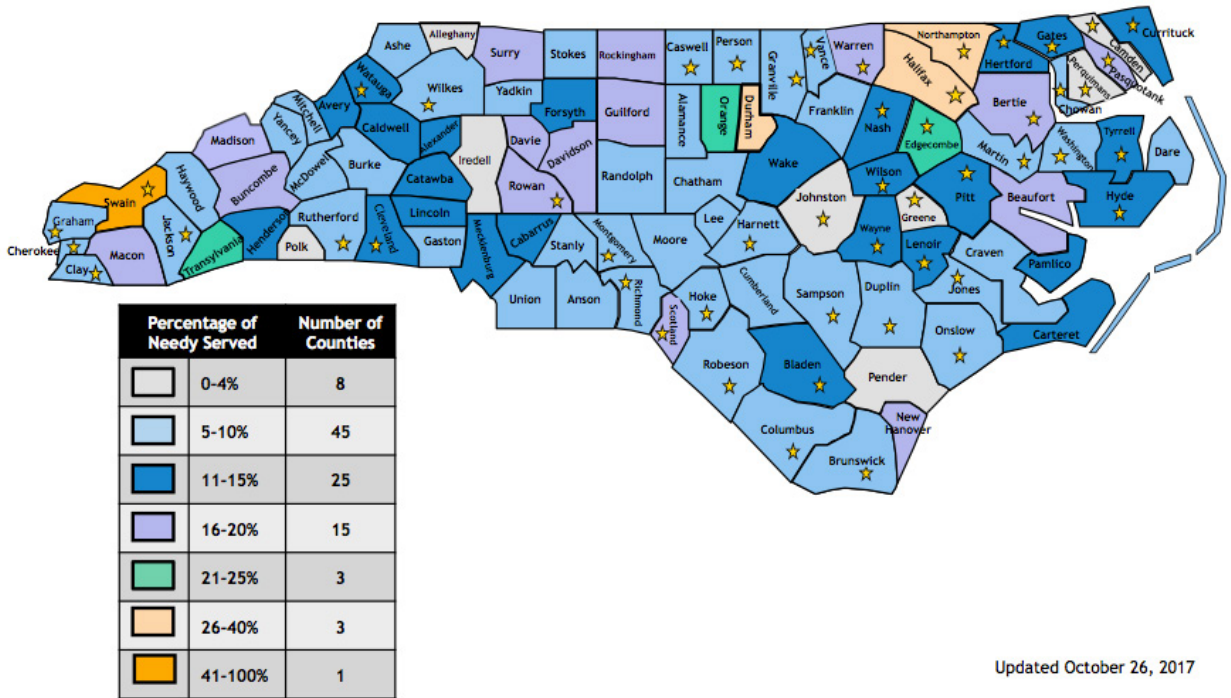 Alleghany
Ashe
Surry
Stokes
Rockingham
Caswell
Person
Granville
Vance
Warren
Northampton
Gates
Hertford
Camden
Currituck
Pasquotank
Perquimans
Chowan
Halifax
Bertie
Watauga
Wilkes
Yadkin
Forsyth
Guilford
Alamance
Orange
Durham
Franklin
Nash
Edgecombe
Martin
Washington
Tyrrell
Dare
Avery
Mitchell
Yancey
Madison
Caldwell
Alexander
Iredell
Davie
Davidson
Rowan
Randolph
Chatham
Wake
Wilson
Pitt
Beaufort
Hyde
Johnston
Greene
Haywood
Buncombe
McDowell
Burke
Catawba
Lincoln
Swain
Graham
Jackson
Cherokee
Clay
Macon
Transylvania
Henderson
Polk
Rutherford
Cleveland
Gaston
Mecklenburg
Cabarrus
Stanly
Montgomery
Moore
Lee
Harnett
Wayne
Lenoir
Craven
Pamlico
Jones
Union
Anson
Richmond
Scotland
Hoke
Cumberland
Sampson
Duplin
Onslow
Carteret
Robeson
Bladen
Pender
New
Hanover
Columbus
Brunswick
Percentage of Needy Served
Number of Counties
0-4% 8
5-10% 45
11-15% 25
16-20% 15
21-25% 3
26-40% 3
41-100% 1
Updated October 26, 2017